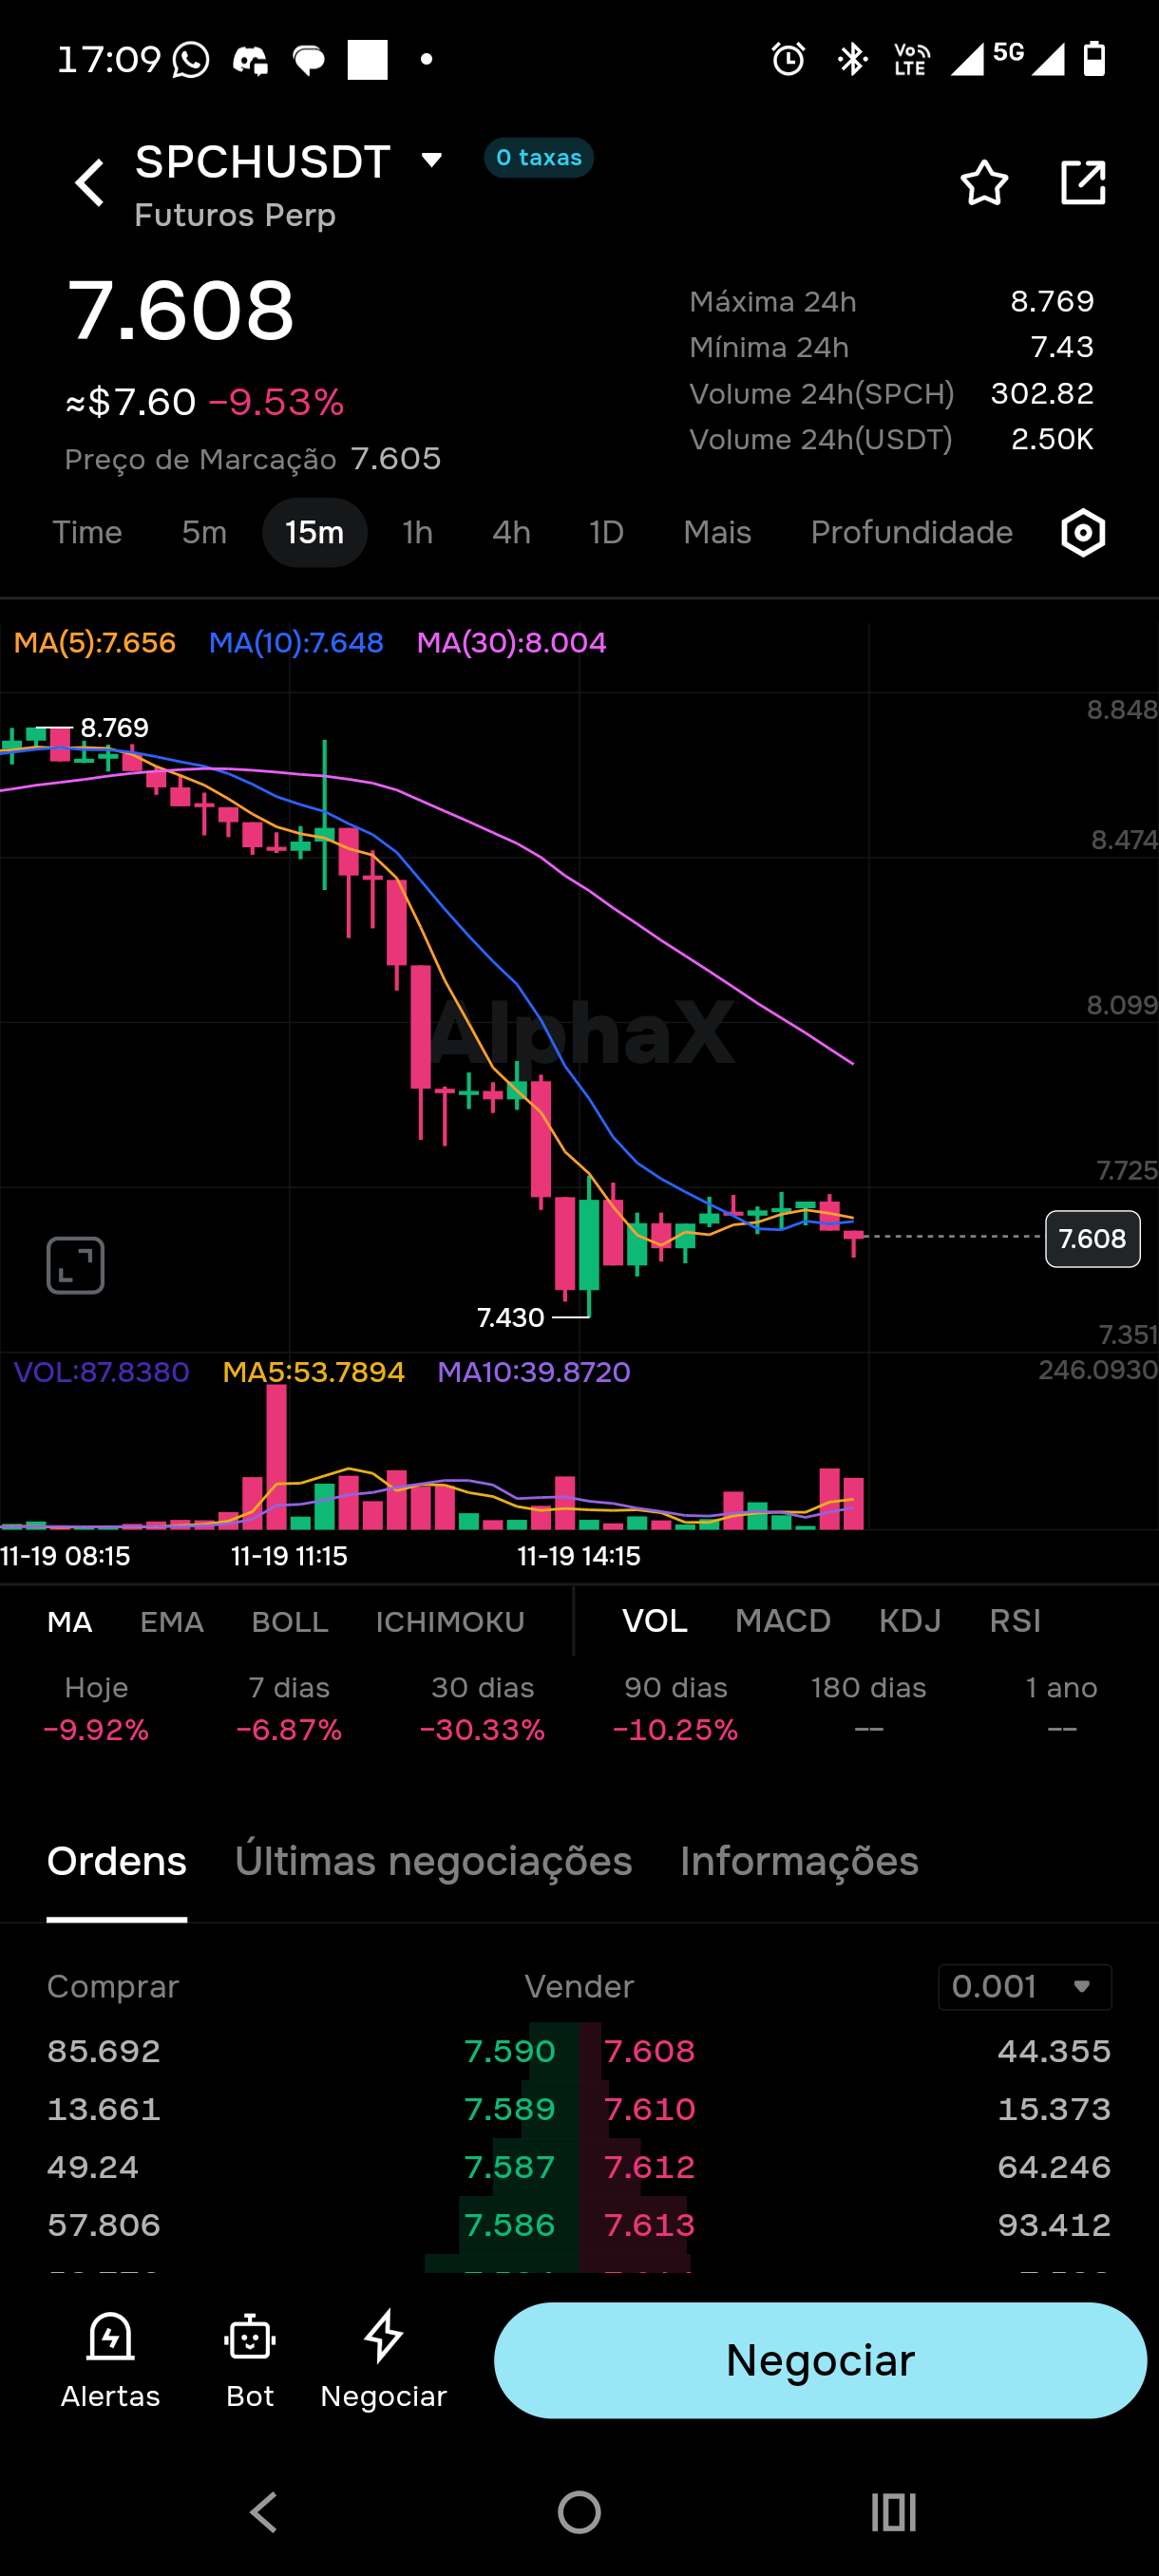 17:09 Vo LTE 5G
SPCHUSDT 0 taxas
Futuros Perp
7.608
≈$7.60 -9.53%
Preço de Marcação 7.605
Máxima 24h 8.769
Mínima 24h 7.43
Volume 24h(SPCH) 302.82
Volume 24h(USDT) 2.50K
Time 5m 15m 1h 4h 1D Mais Profundidade
MA(5):7.656 MA(10):7.648 MA(30):8.004
8.848
8.769
8.474
AlphaX
8.099
7.725
7.608
7.430
7.351
VOL:87.8380 MA5:53.7894 MA10:39.8720 246.0930
11-19 08:15 11-19 11:15 11-19 14:15
MA EMA BOLL ICHIMOKU VOL MACD KDJ RSI
Hoje 7 dias 30 dias 90 dias 180 dias 1 ano
-9.92% -6.87% -30.33% -10.25% -- --
Ordens Últimas negociações Informações
Comprar Vender 0.001
85.692 7.590 7.608 44.355
13.661 7.589 7.610 15.373
49.24 7.587 7.612 64.246
57.806 7.586 7.613 93.412
Alertas Bot Negociar Negociar